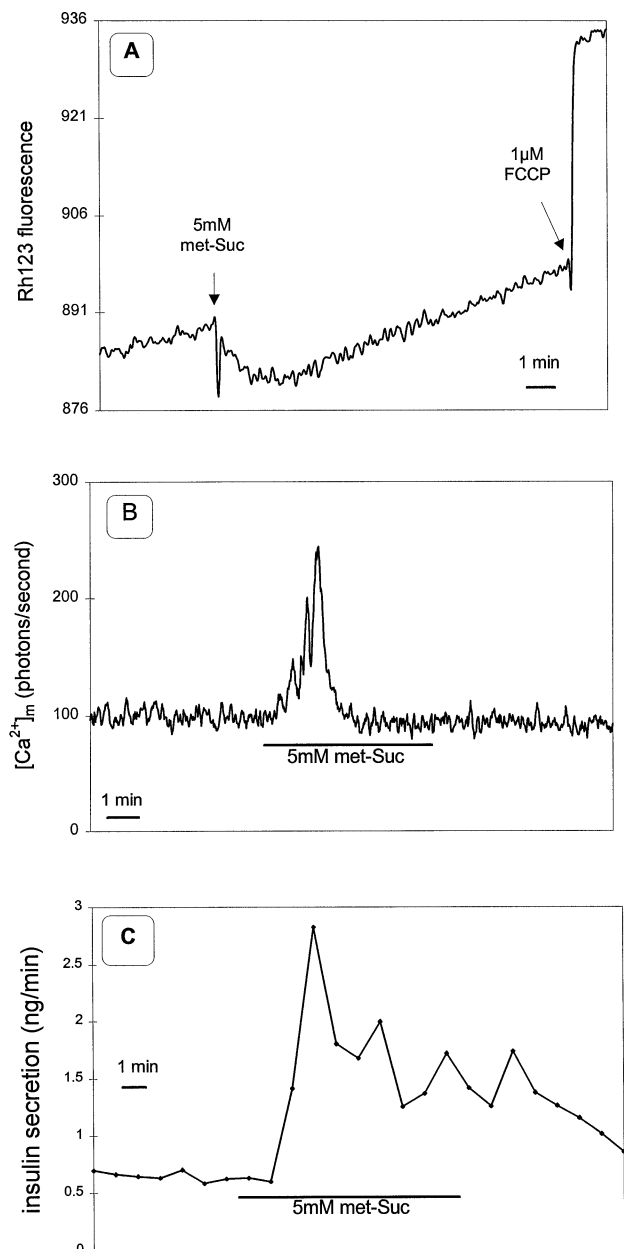 936
A
921
Rh123 fluorescence
1µM
FCCP
906
5mM
met-Suc
891
1 min
876
300
B
200
[Ca2+]m (photons/second)
100
5mM met-Suc
1 min
0
3
C
2.5
2
insulin secretion (ng/min)
1 min
1.5
1
0.5
5mM met-Suc
0